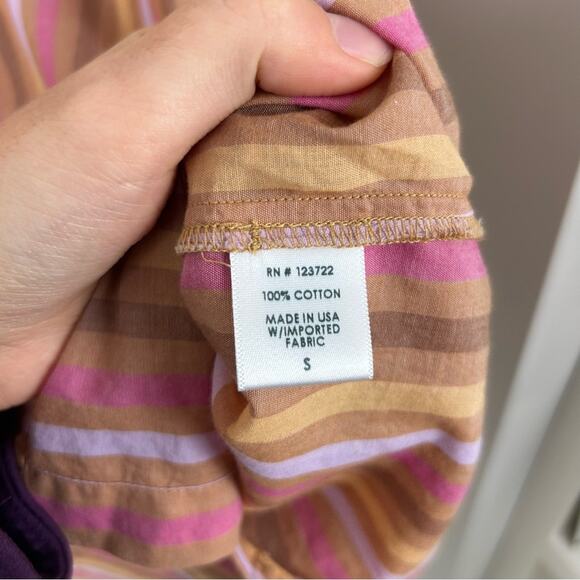 RN # 123722
100% COTTON
MADE IN USA
W/IMPORTED
FABRIC
S